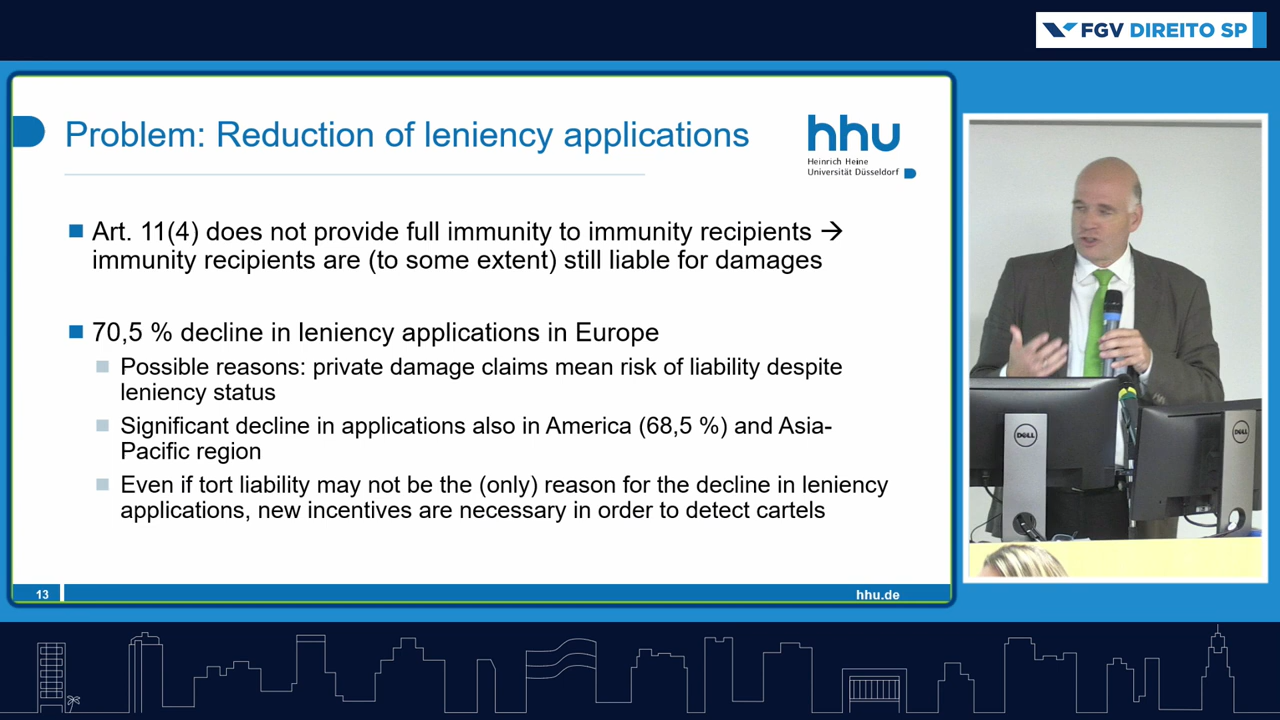 FGV DIREITO SP
Problem: Reduction of leniency applications
hhu
Heinrich Heine
Universität Düsseldorf
Art. 11(4) does not provide full immunity to immunity recipients →
immunity recipients are (to some extent) still liable for damages
70,5 % decline in leniency applications in Europe
Possible reasons: private damage claims mean risk of liability despite
leniency status
Significant decline in applications also in America (68,5 %) and Asia-
Pacific region
Even if tort liability may not be the (only) reason for the decline in leniency
applications, new incentives are necessary in order to detect cartels
13
hhu.de
DELL
DELL